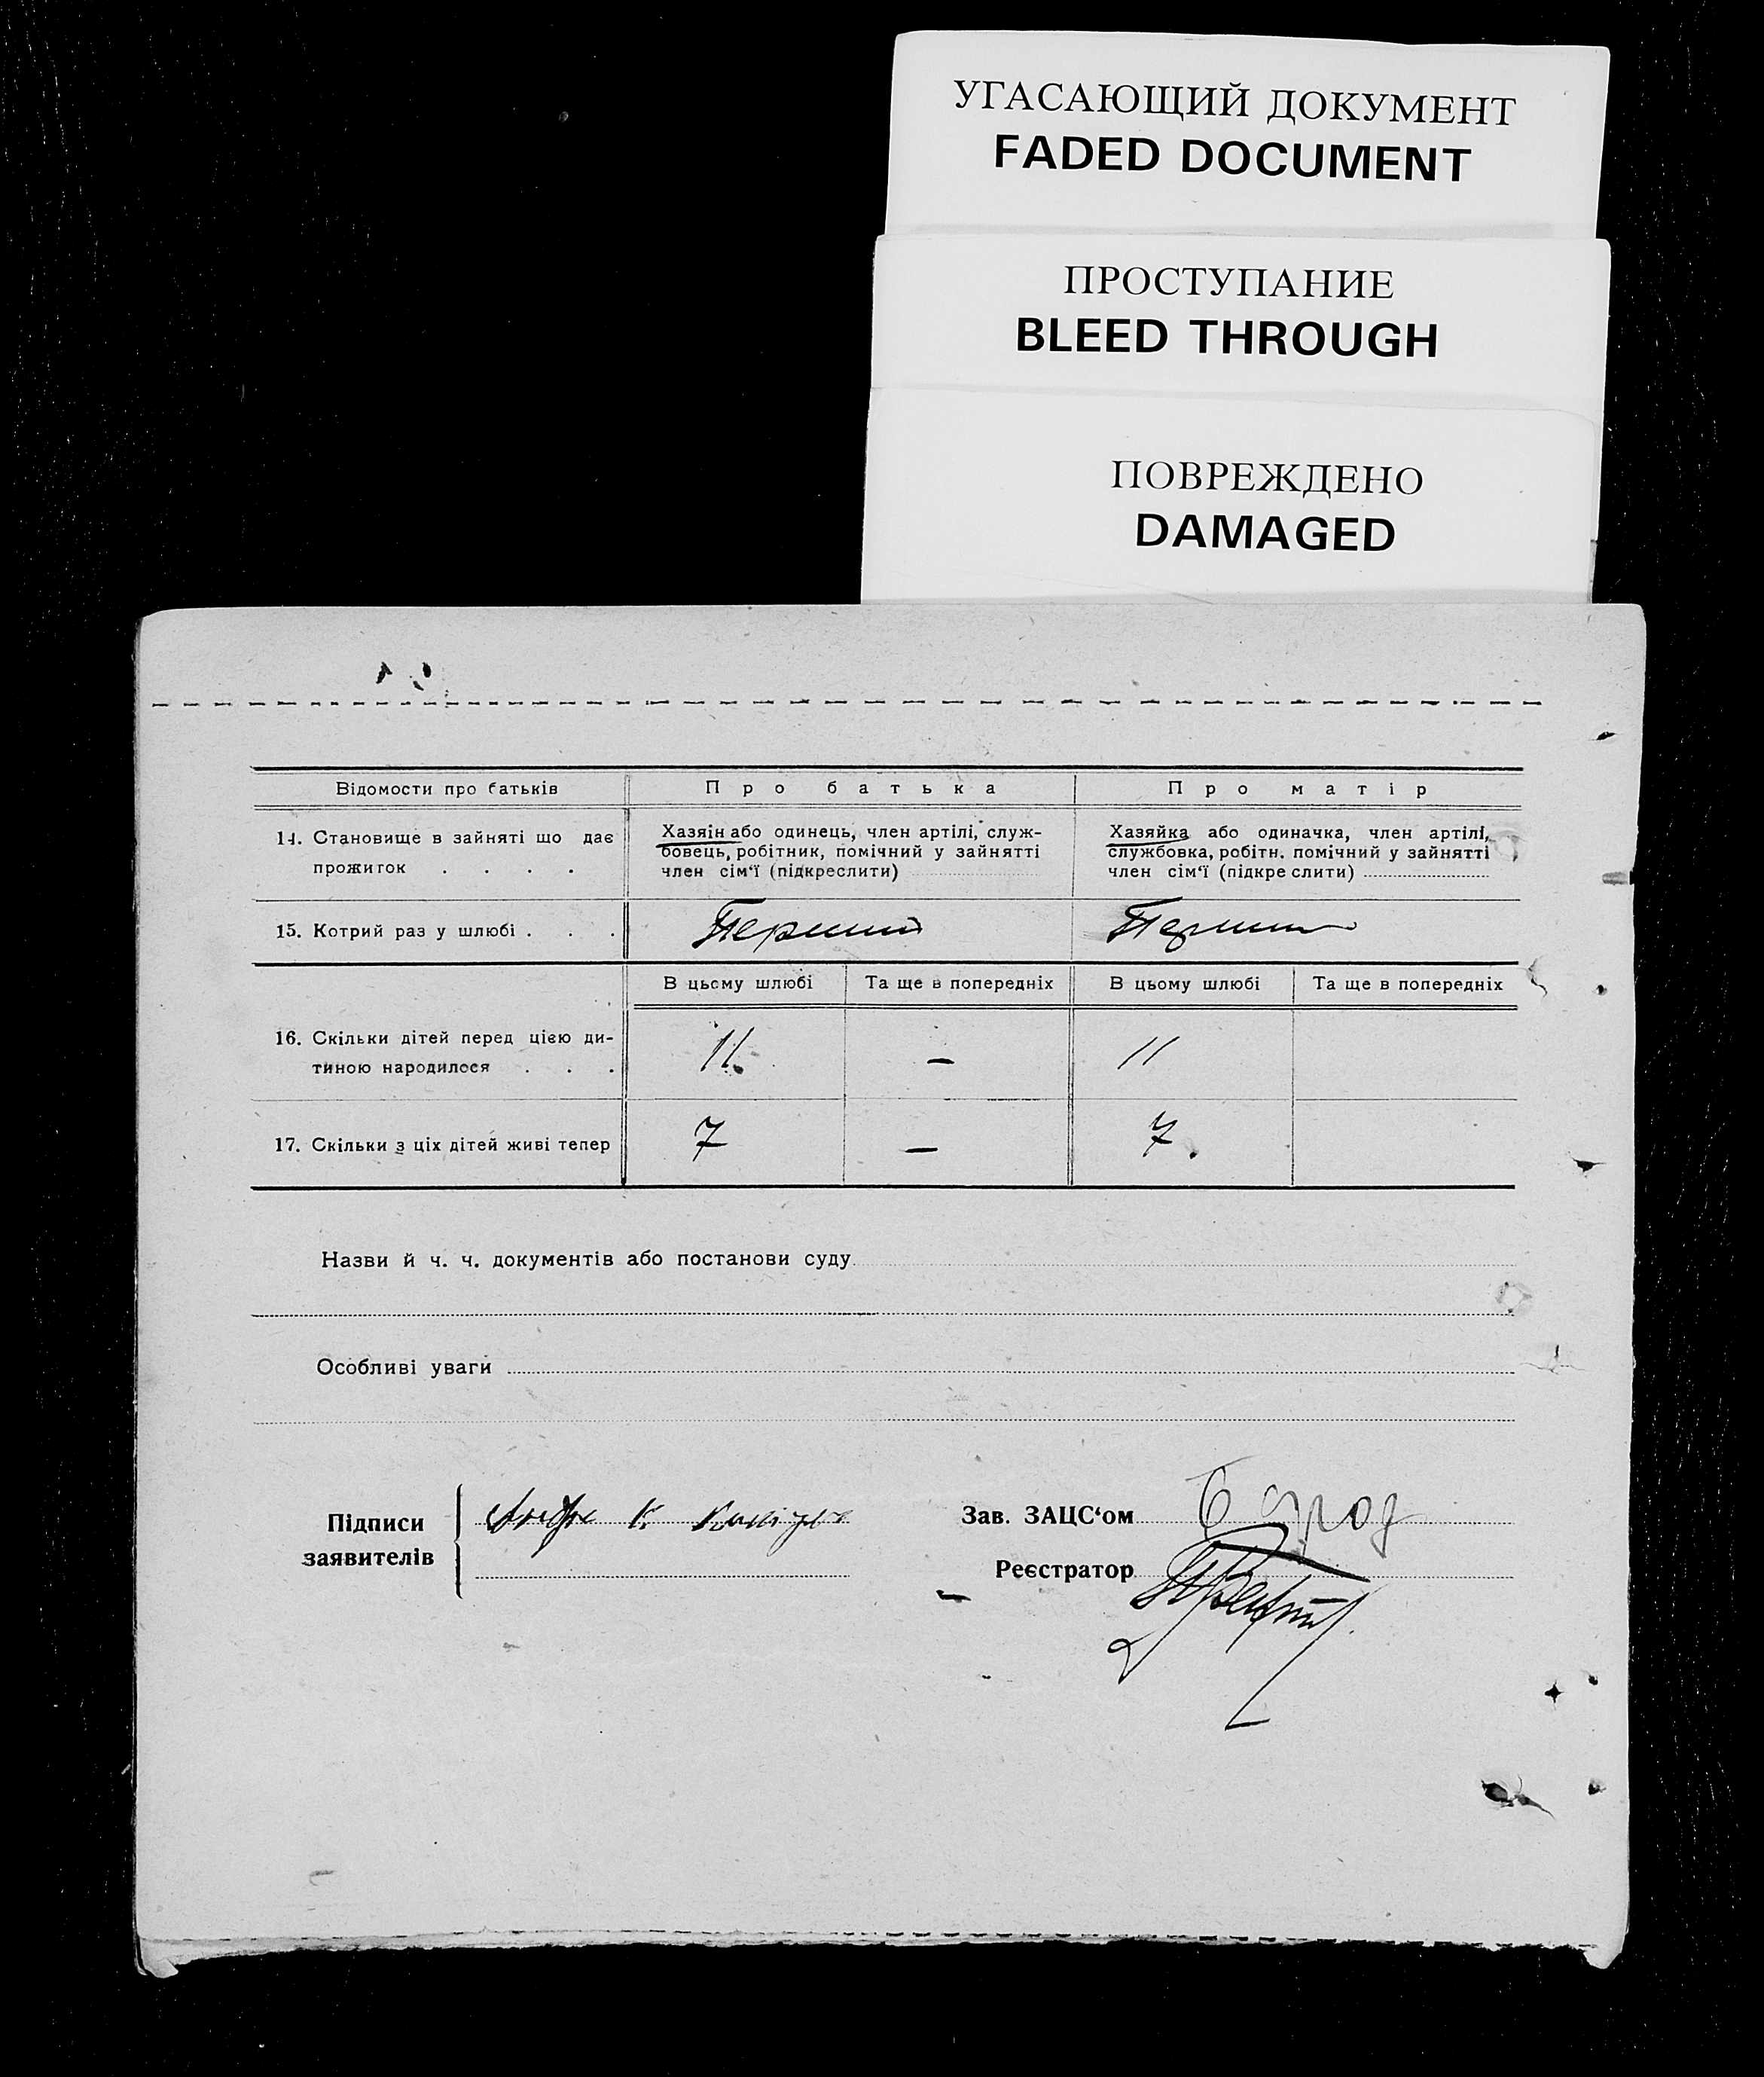 УГАСАЮЩИЙ ДОКУМЕНТ
FADED DOCUMENT
ПРОСТУПАНИЕ
BLEED THROUGH
ПОВРЕЖДЕНО
DAMAGED
Відомости про батьків
Про батька
Про матір
14. Становище в зайняті що дає
прожиток . . . .
Хазяін або одинець, член артілі, служ-
бовець, робітник, помічний у зайнятті
член сім‘ї (підкреслити)
Хазяйка або одиначка, член артілі,
службовка, робітн. помічний у зайнятті
член сім‘ї (підкреслити)
15. Котрий раз у шлюбі . . .
Перший
В цьому шлюбі
Та ще в попередніх
В цьому шлюбі
Та ще в попередніх
16. Скільки дітей перед цією ди-
тиною народилося . . .
11 – 11
17. Скільки з ціх дітей живі тепер
7 – 7.
Назви й ч. ч. документів або постанови суду
Особливі уваги
Підписи
заявителів
Зав. ЗАЦС‘ом
Реєстратор